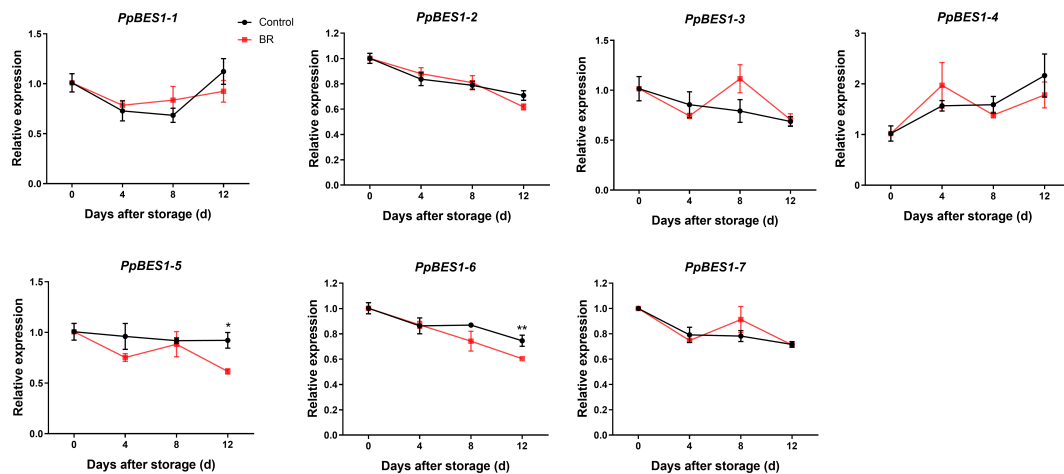 PpBES1-1
Control
BR
Relative expression
1.5
1.0
0.5
0.0
0
4
8
12
Days after storage (d)
PpBES1-2
Relative expression
1.2
1.0
0.8
0.6
0.4
0.2
0.0
0
4
8
12
Days after storage (d)
PpBES1-3
Relative expression
1.5
1.0
0.5
0.0
0
4
8
12
Days after storage (d)
PpBES1-4
Relative expression
3
2
1
0
0
4
8
12
Days after storage (d)
PpBES1-5
Relative expression
1.5
1.0
0.5
0.0
*
0
4
8
12
Days after storage (d)
PpBES1-6
Relative expression
1.2
1.0
0.8
0.6
0.4
0.2
0.0
**
0
4
8
12
Days after storage (d)
PpBES1-7
Relative expression
1.2
1.0
0.8
0.6
0.4
0.2
0.0
0
4
8
12
Days after storage (d)